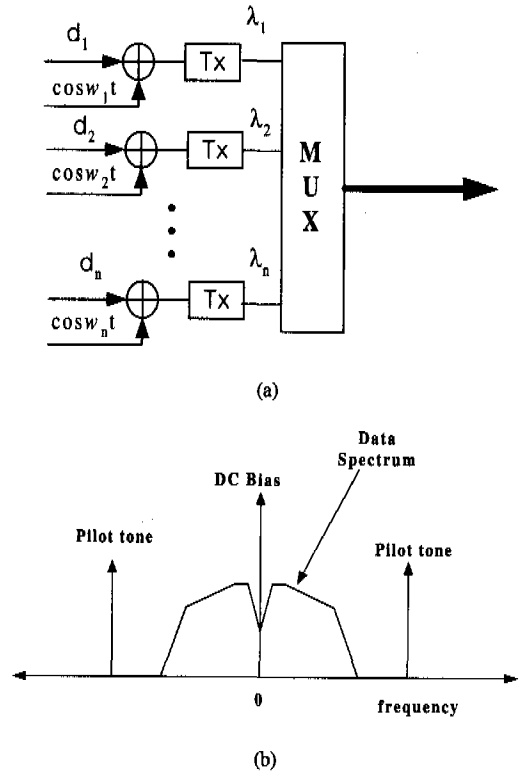 d₁
cosw₁t
Tx
λ₁
d₂
cosw₂t
Tx
λ₂
dₙ
coswₙt
Tx
λₙ
M
U
X
(a)
Data
Spectrum
DC Bias
Pilot tone
Pilot tone
0
frequency
(b)